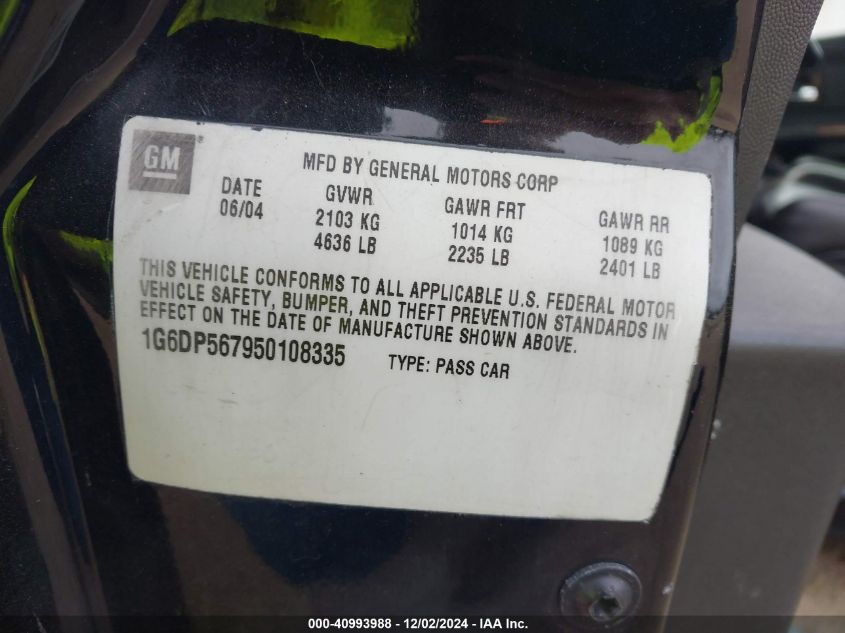 GM
MFD BY GENERAL MOTORS CORP
DATE GVWR GAWR FRT GAWR RR
06/04 2103 KG 1014 KG 1089 KG
4636 LB 2235 LB 2401 LB
THIS VEHICLE CONFORMS TO ALL APPLICABLE U.S. FEDERAL MOTOR
VEHICLE SAFETY, BUMPER, AND THEFT PREVENTION STANDARDS IN
EFFECT ON THE DATE OF MANUFACTURE SHOWN ABOVE.
1G6DP567950108335 TYPE: PASS CAR
000-40993988 - 12/02/2024 - IAA Inc.